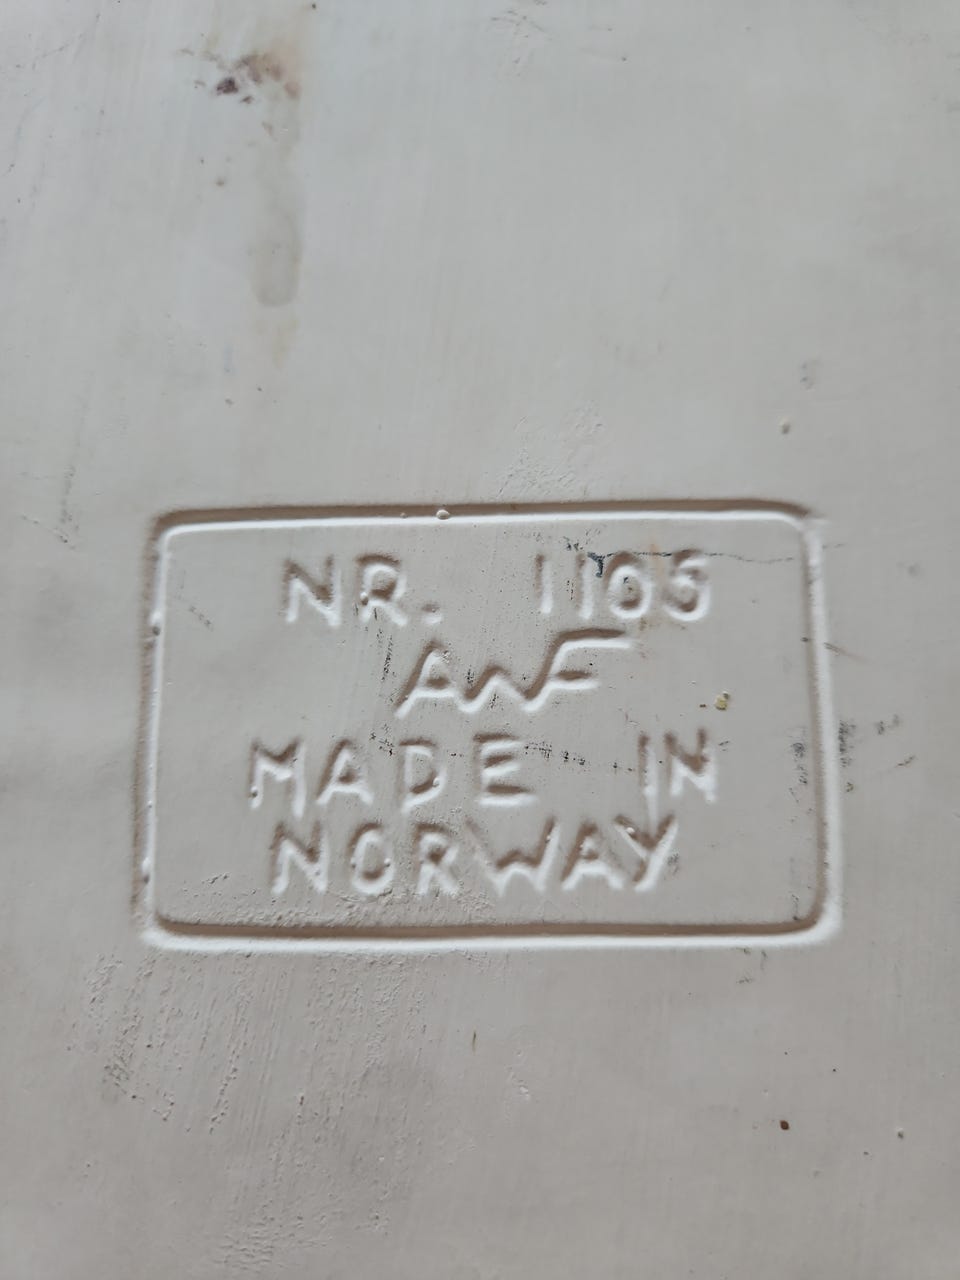 NR. 1105
AWF
MADE IN
NORWAY